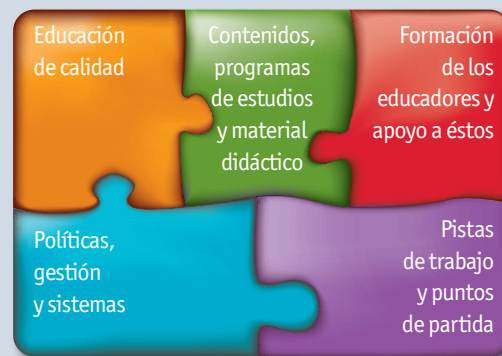 Educación
de calidad
Contenidos,
programas
de estudios
y material
didáctico
Formación
de los
educadores y
apoyo a éstos
Políticas,
gestión
y sistemas
Pistas
de trabajo
y puntos
de partida